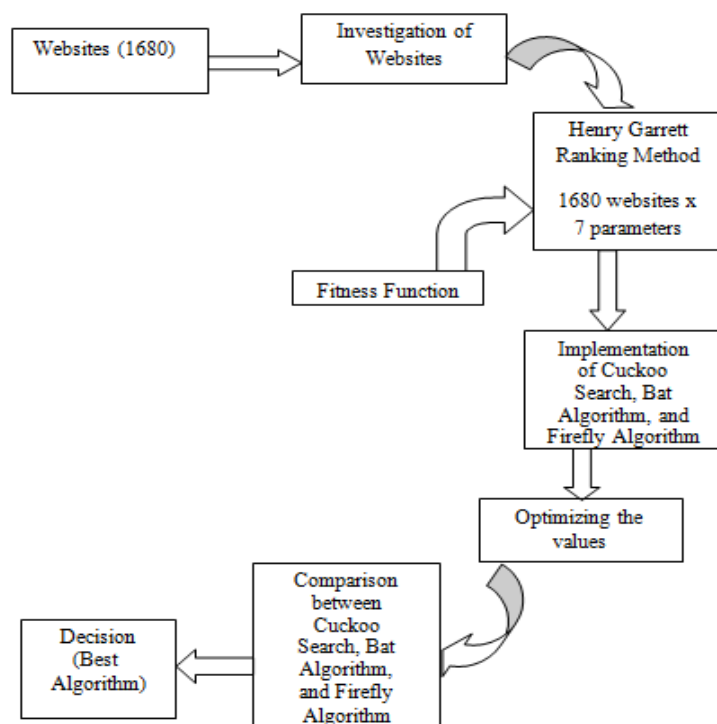 Websites (1680)
Investigation of
Websites
Henry Garrett
Ranking Method
1680 websites x
7 parameters
Fitness Function
Implementation
of Cuckoo
Search, Bat
Algorithm, and
Firefly Algorithm
Optimizing the
values
Comparison
between
Cuckoo
Search, Bat
Algorithm,
and Firefly
Algorithm
Decision
(Best
Algorithm)